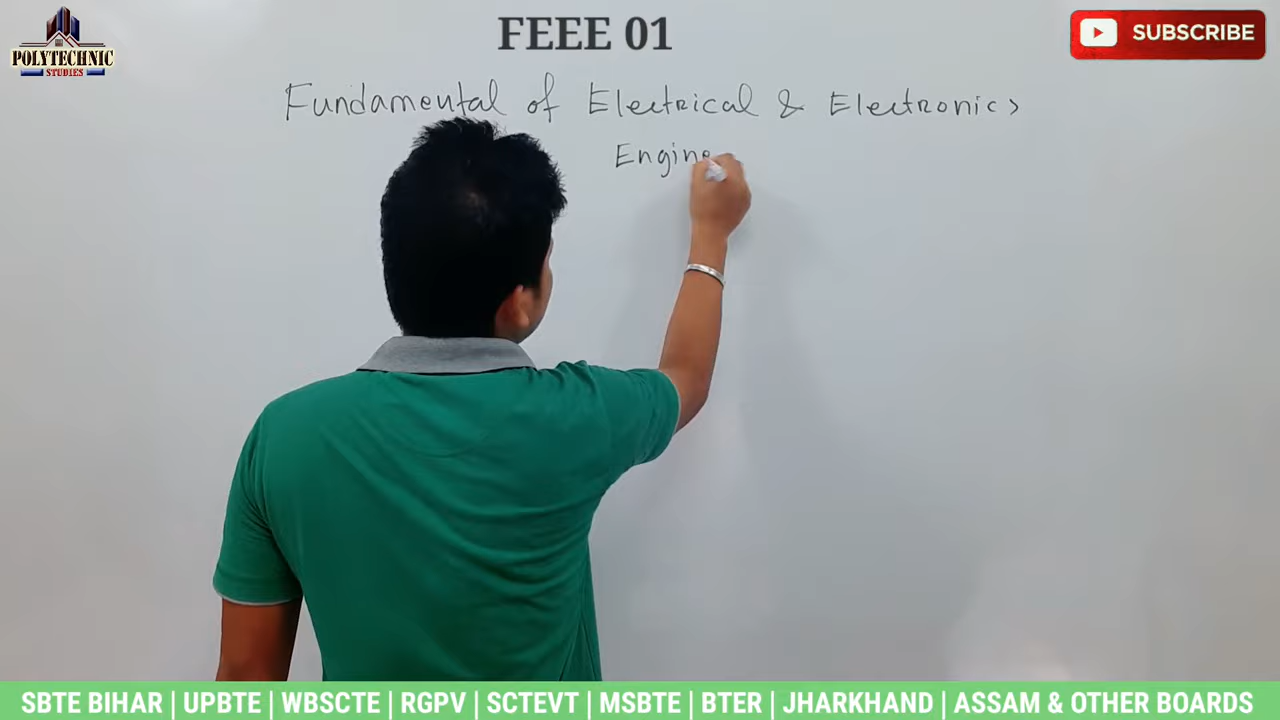 FEEE 01
POLYTECHNIC
STUDIES
SUBSCRIBE
Fundamental of Electrical & Electronics
Engine
SBTE BIHAR | UPBTE | WBSCTE | RGPV | SCTEVT | MSBTE | BTER | JHARKHAND | ASSAM & OTHER BOARDS